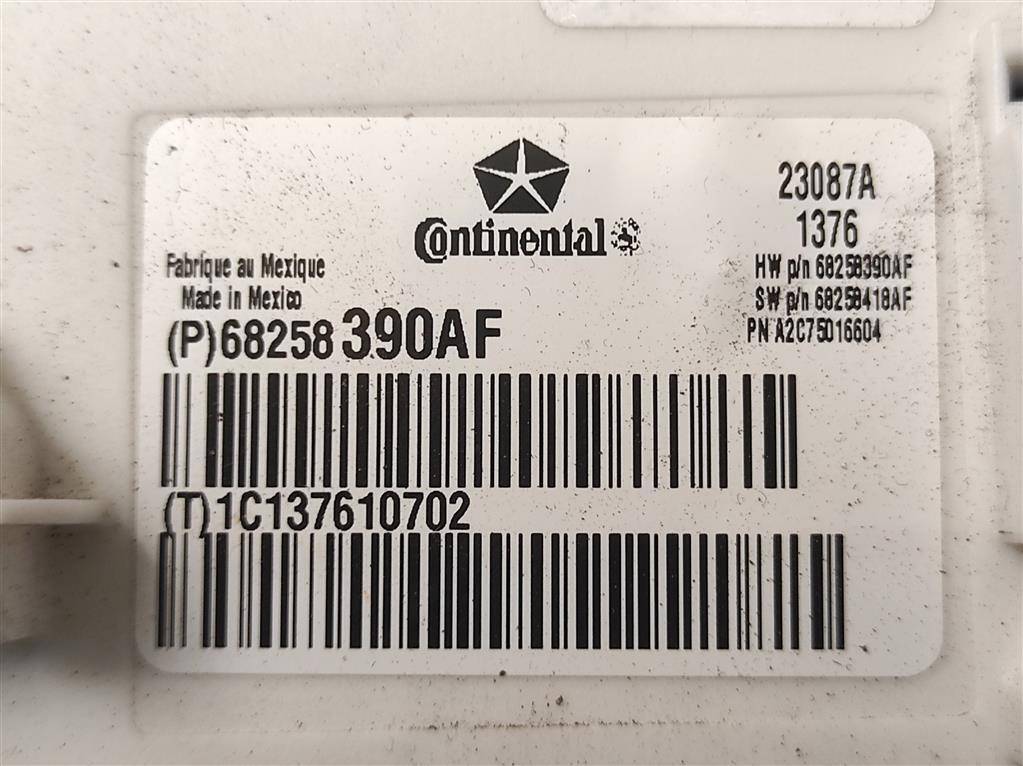 Continental
23087A
1376
Fabrique au Mexique
Made in Mexico
HW p/n 68258390AF
SW p/n 68258418AF
PN A2C75016604
(P)68258 390AF
(T)1C137610702